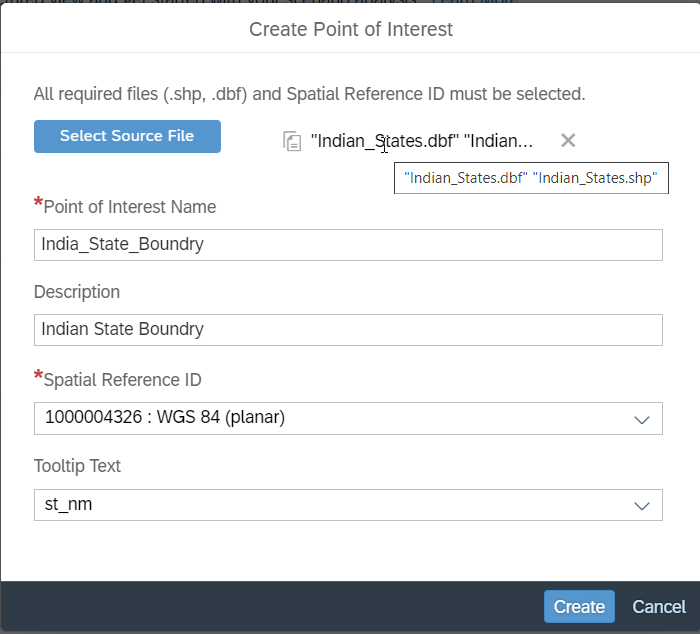 Create Point of Interest
All required files (.shp, .dbf) and Spatial Reference ID must be selected.
Select Source File
"Indian_States.dbf" "Indian...
"Indian_States.dbf" "Indian_States.shp"
*Point of Interest Name
India_State_Boundry
Description
Indian State Boundry
*Spatial Reference ID
1000004326 : WGS 84 (planar)
Tooltip Text
st_nm
Create
Cancel